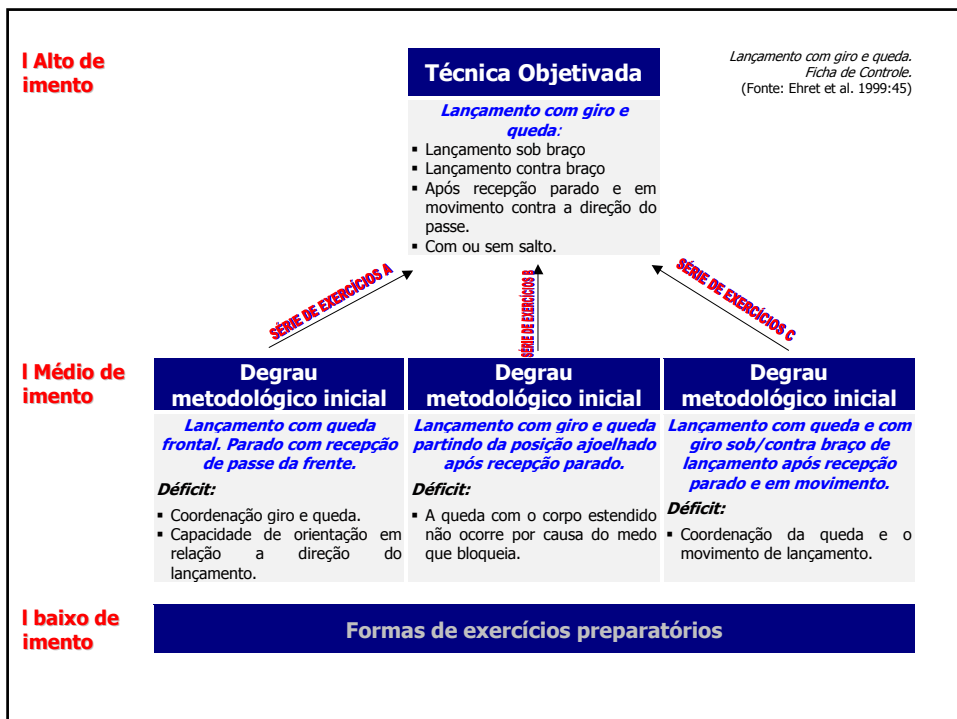 l Alto de
imento
Técnica Objetivada
Lançamento com giro e queda.
Ficha de Controle.
(Fonte: Ehret et al. 1999:45)
Lançamento com giro e
queda:
▪ Lançamento sob braço
▪ Lançamento contra braço
▪ Após recepção parado e em
movimento contra a direção do
passe.
▪ Com ou sem salto.
SÉRIE DE EXERCÍCIOS A
SÉRIE DE EXERCÍCIOS B
SÉRIE DE EXERCÍCIOS C
l Médio de
imento
Degrau
metodológico inicial
Lançamento com queda
frontal. Parado com recepção
de passe da frente.
Déficit:
▪ Coordenação giro e queda.
▪ Capacidade de orientação em
relação a direção do
lançamento.
Degrau
metodológico inicial
Lançamento com giro e queda
partindo da posição ajoelhado
após recepção parado.
Déficit:
▪ A queda com o corpo estendido
não ocorre por causa do medo
que bloqueia.
Degrau
metodológico inicial
Lançamento com queda e com
giro sob/contra braço de
lançamento após recepção
parado e em movimento.
Déficit:
▪ Coordenação da queda e o
movimento de lançamento.
l baixo de
imento
Formas de exercícios preparatórios